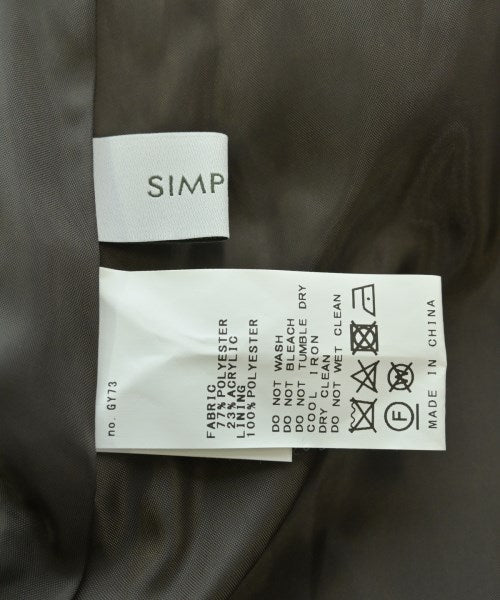 SIMP
no. GY73
FABRIC
77% POLYESTER
23% ACRYLIC
LINING
100% POLYESTER
DO NOT WASH
DO NOT BLEACH
DO NOT TUMBLE DRY
COOL IRON
DRY CLEAN
DO NOT WET CLEAN
F
W
MADE IN CHINA